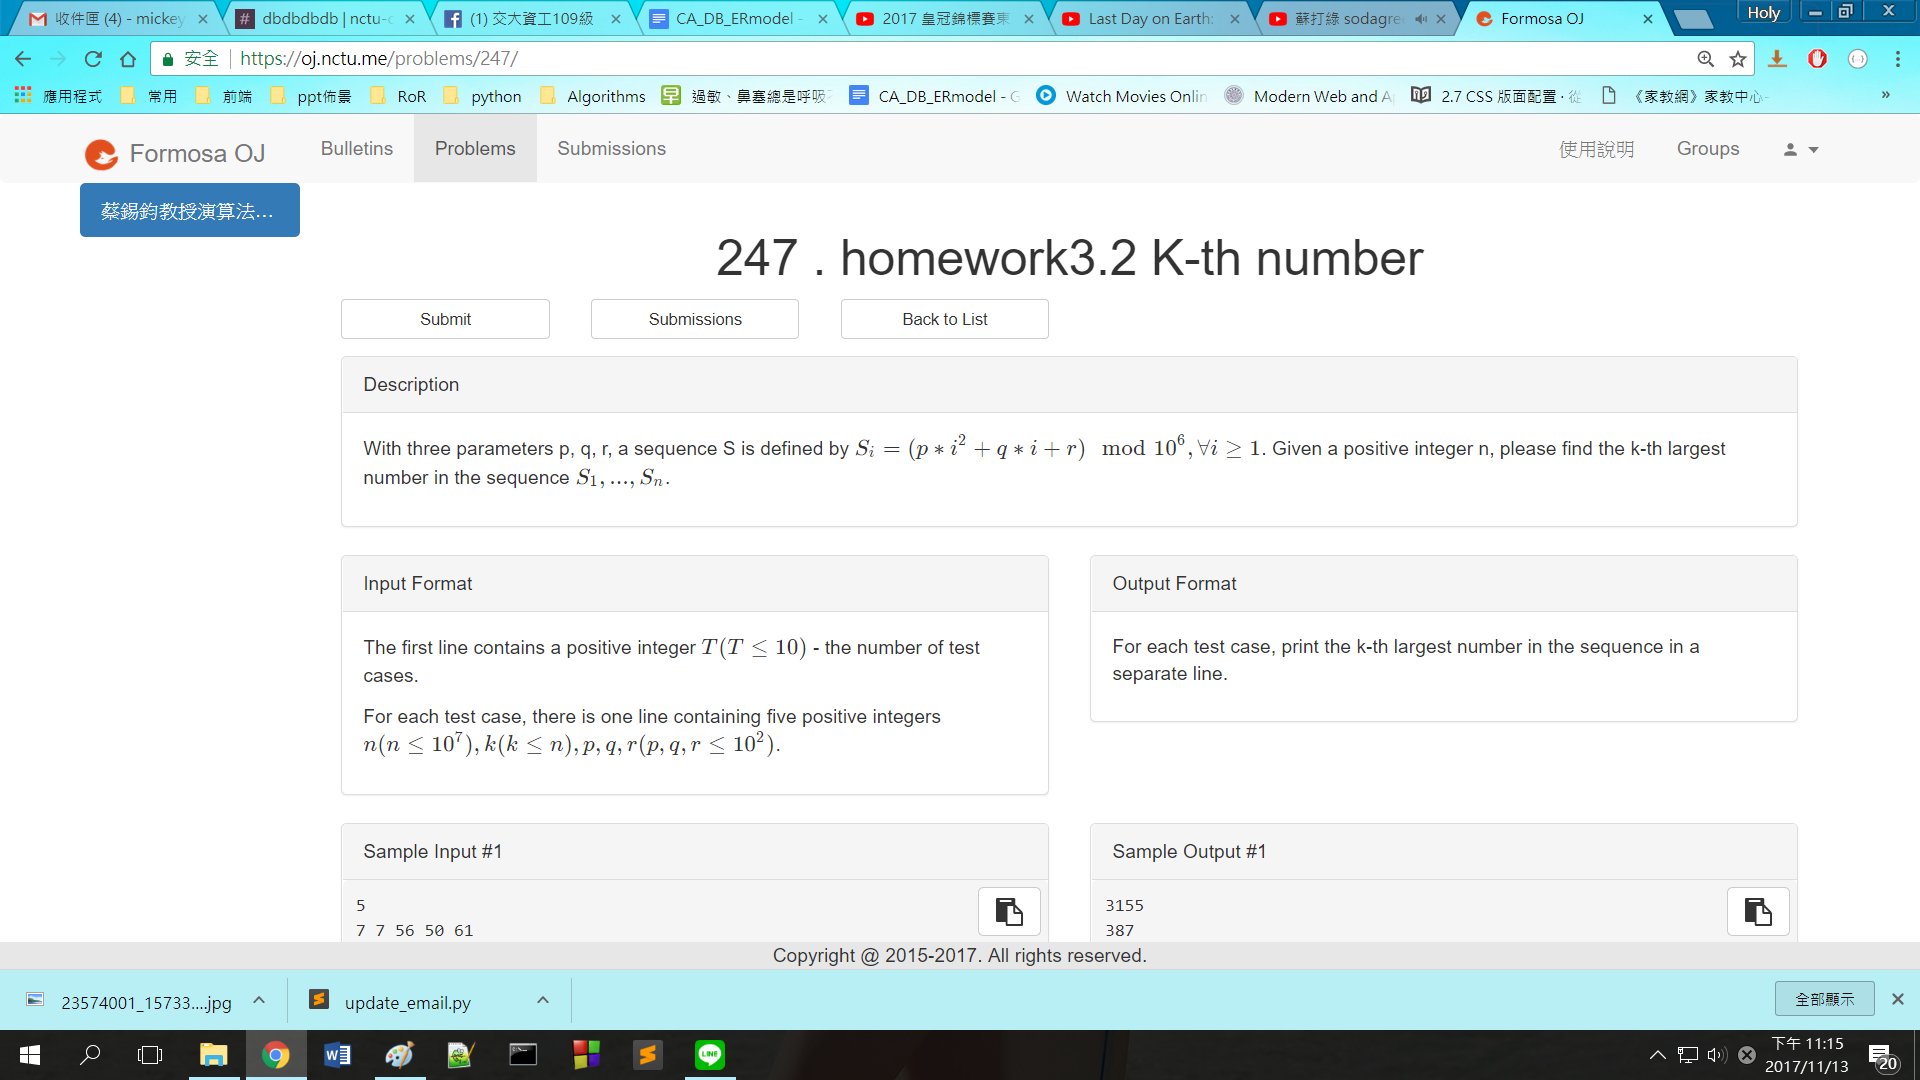 收件匣 (4) - mickey
dbdbdbdb | nctu-c
(1) 交大資工109級
CA_DB_ERmodel -
2017 皇冠錦標賽東
Last Day on Earth:
蘇打綠 sodagree
Formosa OJ
Holy
安全
https://oj.nctu.me/problems/247/
應用程式
常用
前端
ppt佈景
RoR
python
Algorithms
過敏、鼻塞總是呼吸不
CA_DB_ERmodel - G
Watch Movies Onlin
Modern Web and A
2.7 CSS 版面配置 · 從
《家教網》家教中心-
»
Formosa OJ
Bulletins
Problems
Submissions
使用說明
Groups
蔡錫鈞教授演算法...
247 . homework3.2 K-th number
Submit
Submissions
Back to List
Description
With three parameters p, q, r, a sequence S is defined by S_i = (p * i^2 + q * i + r) mod 10^6, ∀i ≥ 1. Given a positive integer n, please find the k-th largest
number in the sequence S_1, ..., S_n.
Input Format
The first line contains a positive integer T(T ≤ 10) - the number of test
cases.
For each test case, there is one line containing five positive integers
n(n ≤ 10^7), k(k ≤ n), p, q, r(p, q, r ≤ 10^2).
Output Format
For each test case, print the k-th largest number in the sequence in a
separate line.
Sample Input #1
5
7 7 56 50 61
Sample Output #1
3155
387
Copyright @ 2015-2017. All rights reserved.
23574001_15733....jpg
update_email.py
全部顯示
下午 11:15
2017/11/13
20